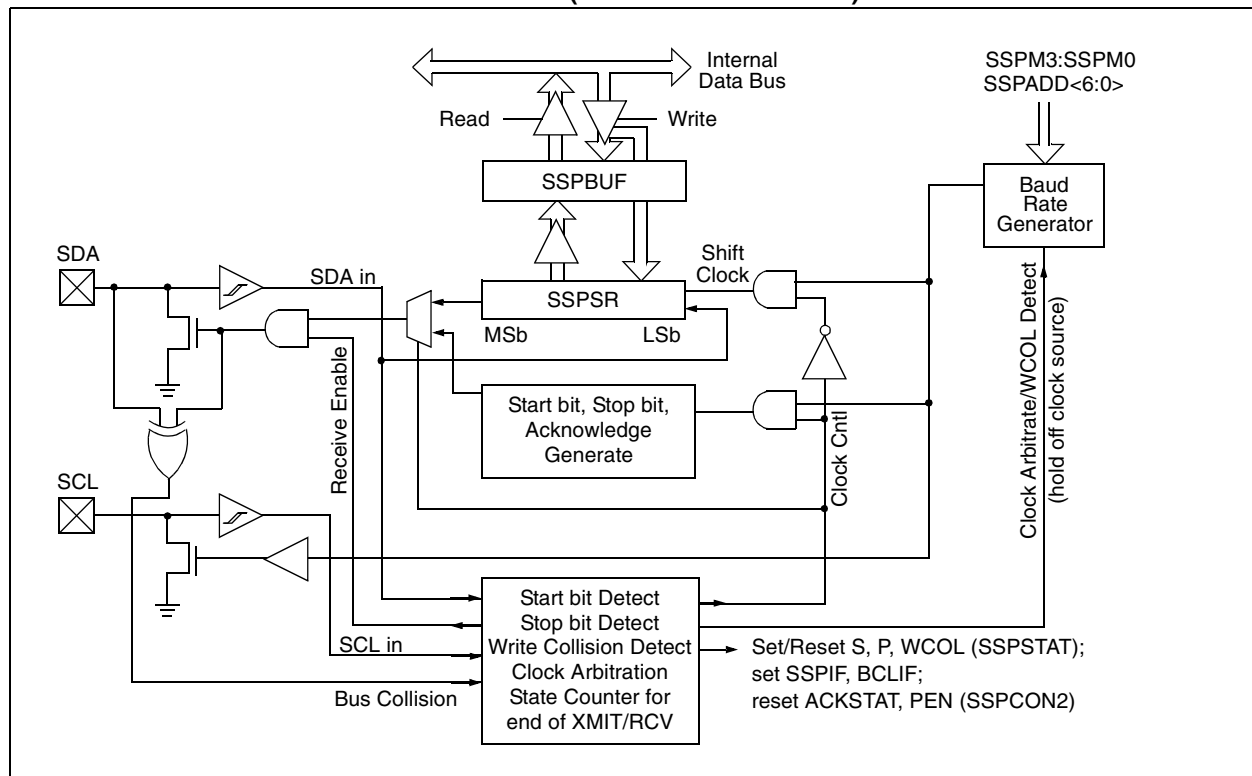 Internal
Data Bus
SSPM3:SSPM0
SSPADD<6:0>
Read
Write
SSPBUF
Baud
Rate
Generator
SDA
SDA in
Shift
Clock
SSPSR
MSb
LSb
Receive Enable
Start bit, Stop bit,
Acknowledge
Generate
Clock Cntl
Clock Arbitrate/WCOL Detect
(hold off clock source)
SCL
SCL in
Bus Collision
Start bit Detect
Stop bit Detect
Write Collision Detect
Clock Arbitration
State Counter for
end of XMIT/RCV
Set/Reset S, P, WCOL (SSPSTAT);
set SSPIF, BCLIF;
reset ACKSTAT, PEN (SSPCON2)